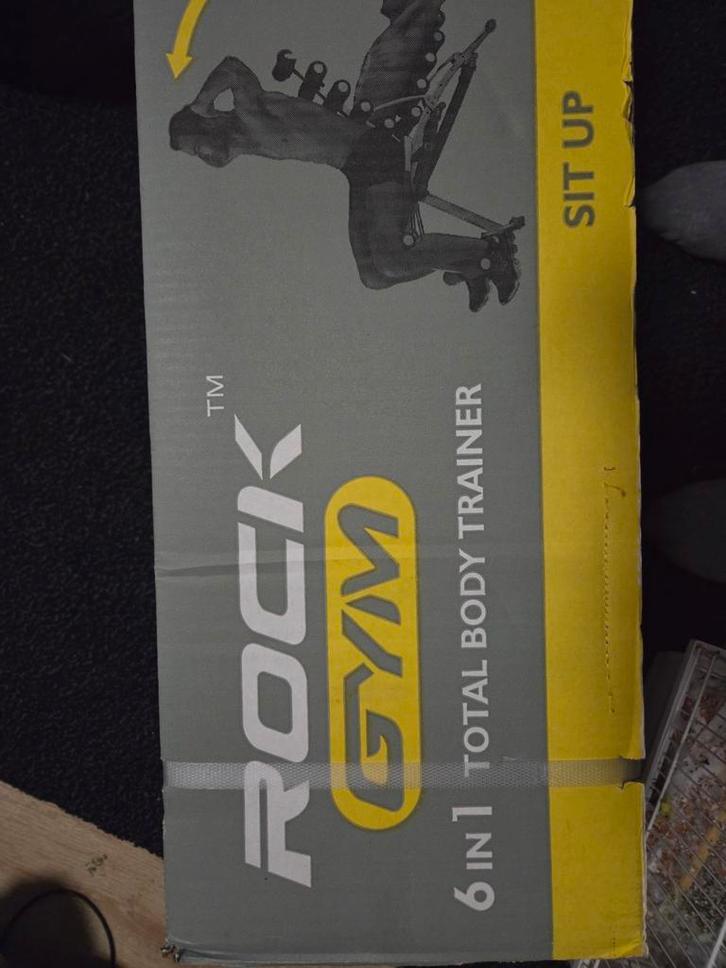 ROCK™
GYM
6 IN 1 TOTAL BODY TRAINER
SIT UP